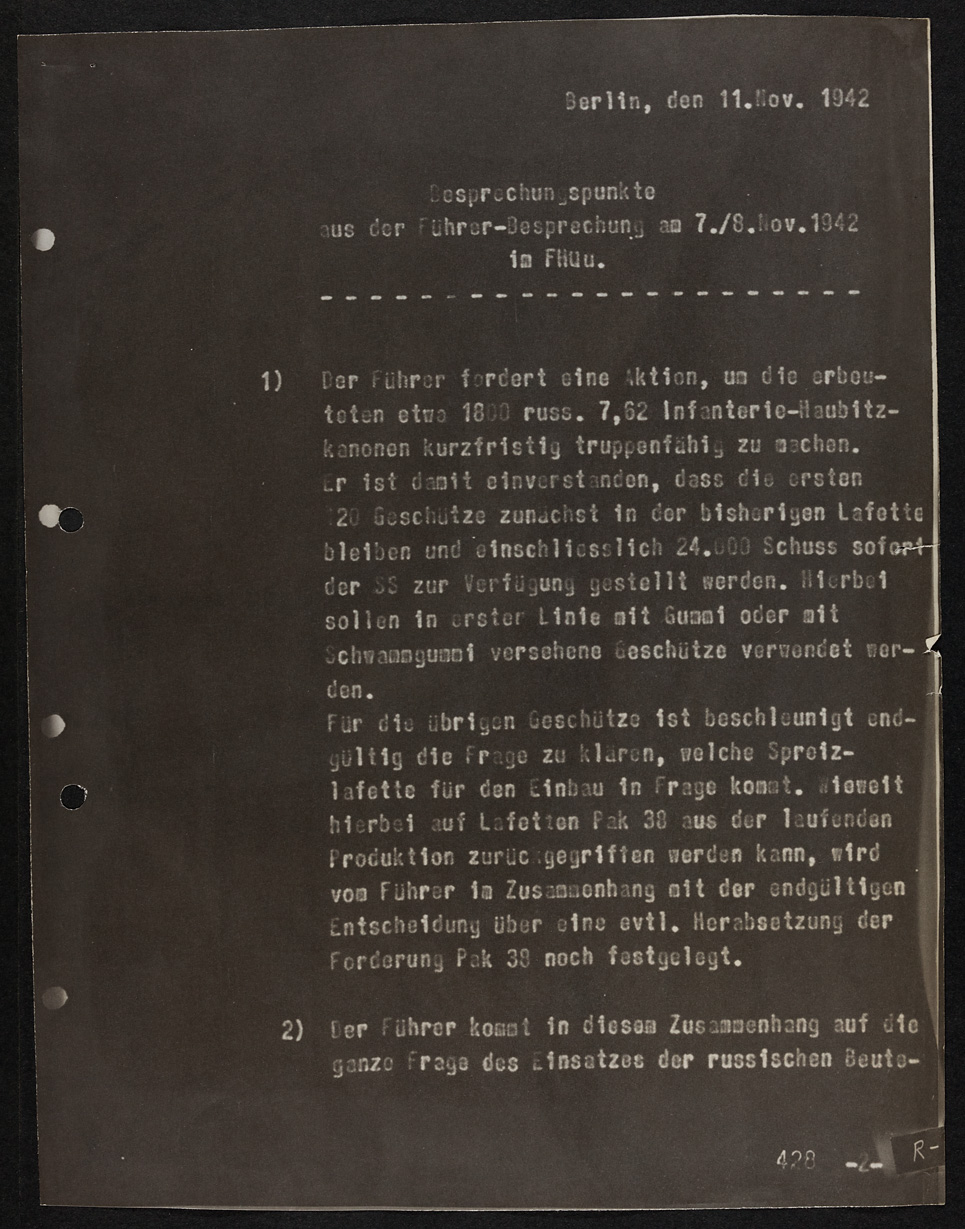 Berlin, den 11.Nov. 1942
Besprechungspunkte
aus der Führer-Besprechung am 7./8.Nov.1942
im FHQu.
- - - - - - - - - - - - - - - - - - - - - -
1) Der Führer fordert eine Aktion, um die erbeu-
teten etwa 1800 russ. 7,62 Infanterie-Haubitz-
kanonen kurzfristig truppenfähig zu machen.
Er ist damit einverstanden, dass die ersten
120 Geschütze zunächst in der bisherigen Lafette
bleiben und einschliesslich 24.000 Schuss sofort
der SS zur Verfügung gestellt werden. Hierbei
sollen in erster Linie mit Gummi oder mit
Schwammgummi versehene Geschütze verwendet wer-
den.
Für die übrigen Geschütze ist beschleunigt end-
gültig die Frage zu klären, welche Spreiz-
lafette für den Einbau in Frage kommt. Wieweit
hierbei auf Lafetten Pak 38 aus der laufenden
Produktion zurückgegriffen werden kann, wird
vom Führer im Zusammenhang mit der endgültigen
Entscheidung über eine evtl. Herabsetzung der
Forderung Pak 38 noch festgelegt.
2) Der Führer kommt in diesem Zusammenhang auf die
ganze Frage des Einsatzes der russischen Beute-
428 -2-
R-